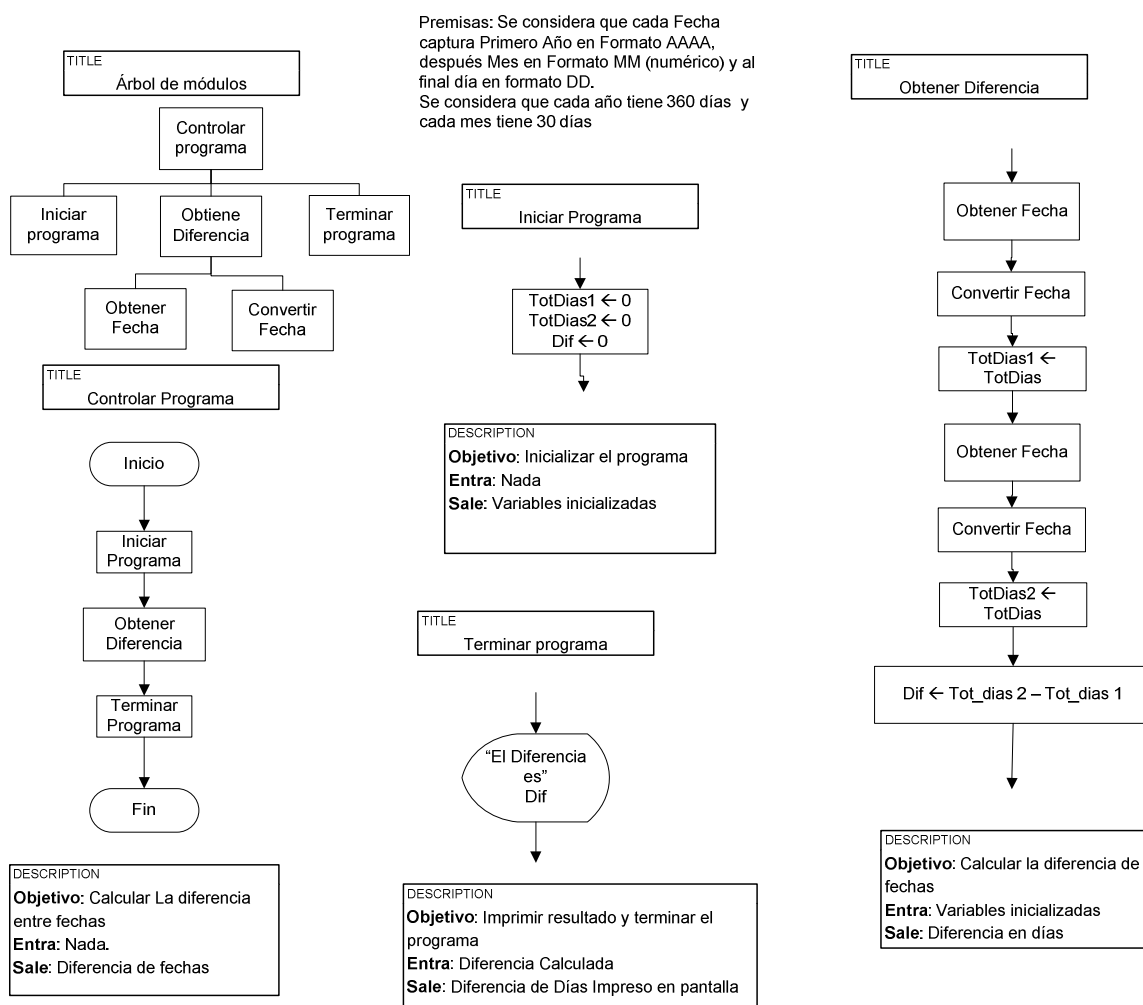 TITLE
Árbol de módulos
Controlar
programa
Iniciar
programa
Obtiene
Diferencia
Terminar
programa
Obtener
Fecha
Convertir
Fecha
TITLE
Controlar Programa
Inicio
Iniciar
Programa
Obtener
Diferencia
Terminar
Programa
Fin
DESCRIPTION
Objetivo: Calcular La diferencia
entre fechas
Entra: Nada.
Sale: Diferencia de fechas
Premisas: Se considera que cada Fecha
captura Primero Año en Formato AAAA,
después Mes en Formato MM (numérico) y al
final día en formato DD.
Se considera que cada año tiene 360 días y
cada mes tiene 30 días
TITLE
Iniciar Programa
TotDias1 ← 0
TotDias2 ← 0
Dif ← 0
DESCRIPTION
Objetivo: Inicializar el programa
Entra: Nada
Sale: Variables inicializadas
TITLE
Terminar programa
“El Diferencia
es”
Dif
DESCRIPTION
Objetivo: Imprimir resultado y terminar el
programa
Entra: Diferencia Calculada
Sale: Diferencia de Días Impreso en pantalla
TITLE
Obtener Diferencia
Obtener Fecha
Convertir Fecha
TotDias1 ←
TotDias
Obtener Fecha
Convertir Fecha
TotDias2 ←
TotDias
Dif ← Tot_dias 2 – Tot_dias 1
DESCRIPTION
Objetivo: Calcular la diferencia de
fechas
Entra: Variables inicializadas
Sale: Diferencia en días